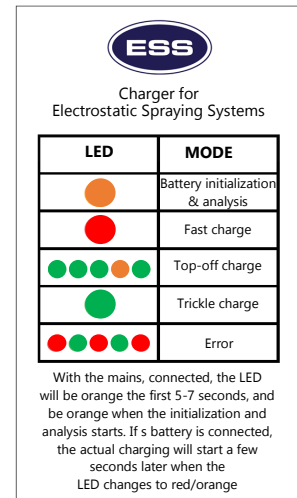 ESS
Charger for
Electrostatic Spraying Systems
LED MODE
Battery initialization
& analysis
Fast charge
Top-off charge
Trickle charge
Error
With the mains, connected, the LED
will be orange the first 5-7 seconds, and
be orange when the initialization and
analysis starts. If s battery is connected,
the actual charging will start a few
seconds later when the
LED changes to red/orange